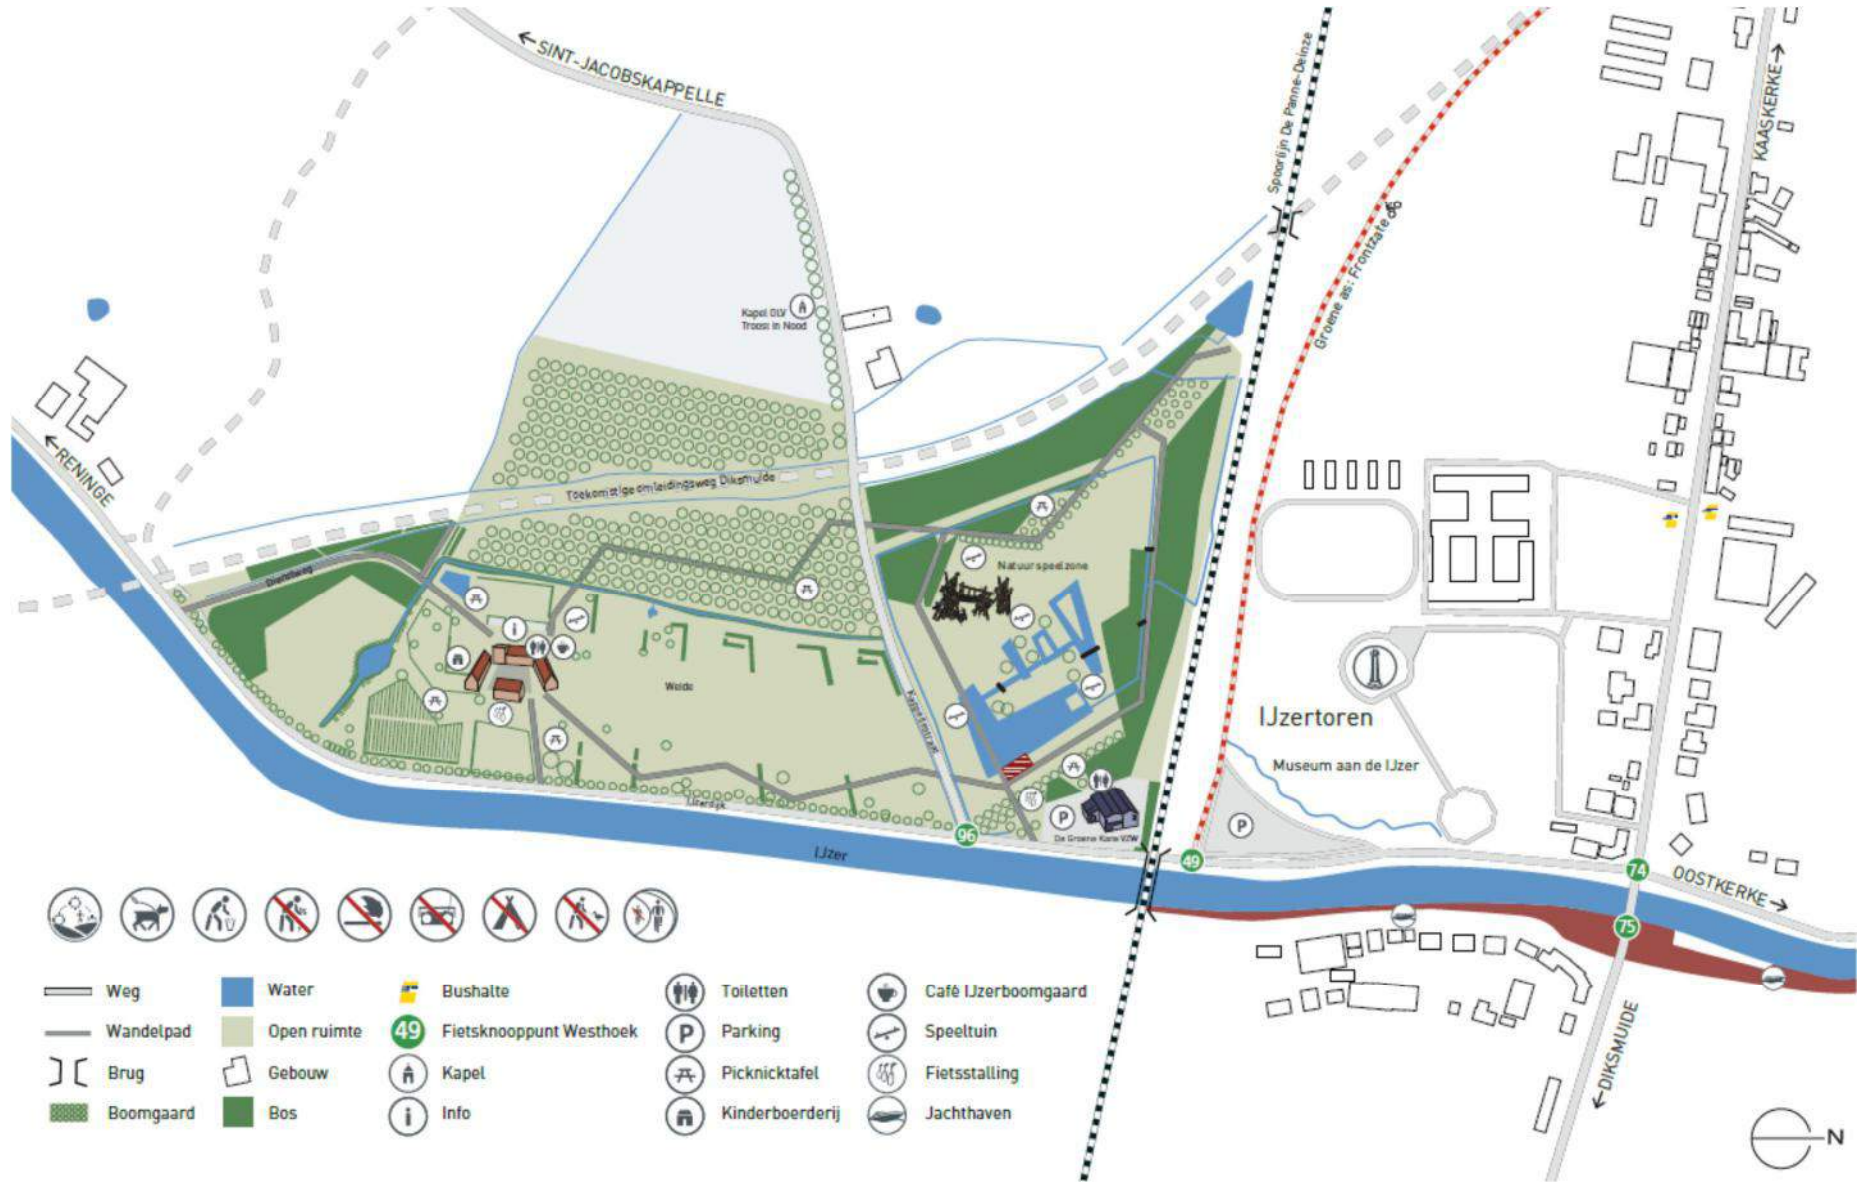 SINT-JACOBSKAPPELLE
Spoorlijn De Panne-Deinze
KAASKERKE
Groene as: Frontzate
Kapel OLV
Troost in Nood
RENINGE
Toekomstige omleidingsweg Diksmuide
Natuurspeelzone
Weide
IJzertoren
Museum aan de IJzer
IJzerdijk
P
P
De Groene Kans VZW
96
49
74
75
IJzer
OOSTKERKE
DIKSMUIDE
Weg
Water
Bushalte
Toiletten
Café IJzerboomgaard
Wandelpad
Open ruimte
49 Fietsknooppunt Westhoek
P Parking
Speeltuin
Brug
Gebouw
Kapel
Picknicktafel
Fietsstalling
Boomgaard
Bos
i Info
Kinderboerderij
Jachthaven
N